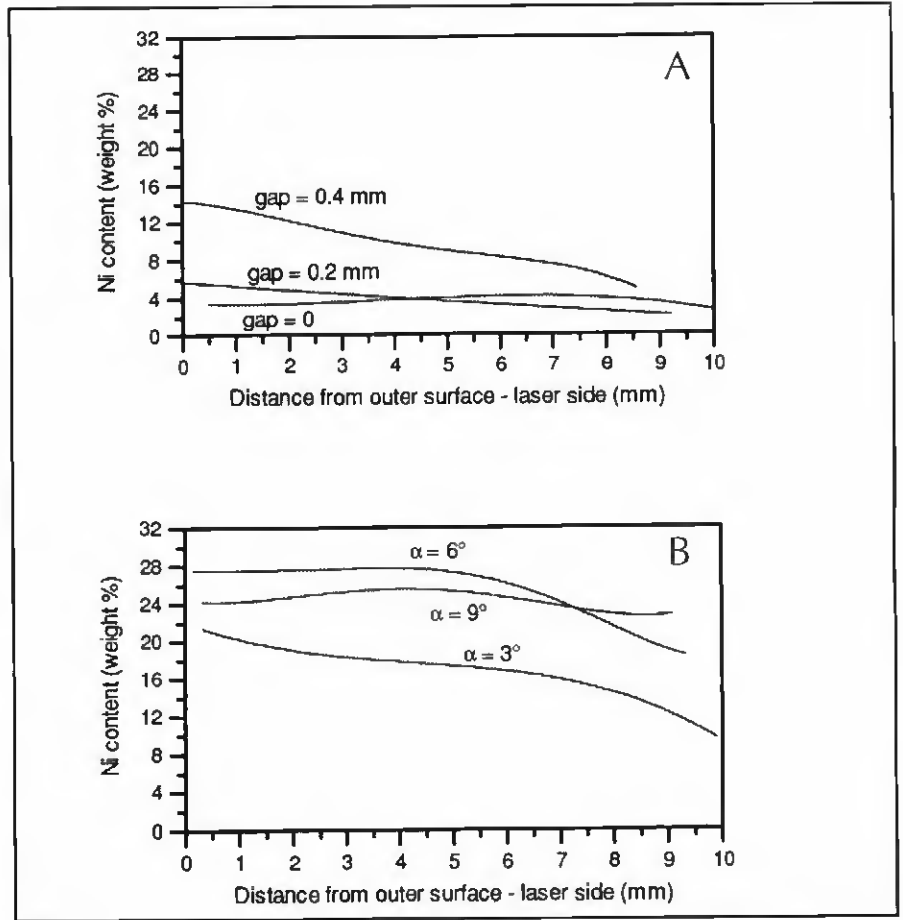 A
32
28
24
20
16
12
8
4
0
Ni content (weight %)
gap = 0.4 mm
gap = 0.2 mm
gap = 0
0 1 2 3 4 5 6 7 8 9 10
Distance from outer surface - laser side (mm)
B
32
28
24
20
16
12
8
4
0
Ni content (weight %)
α = 6°
α = 9°
α = 3°
0 1 2 3 4 5 6 7 8 9 10
Distance from outer surface - laser side (mm)